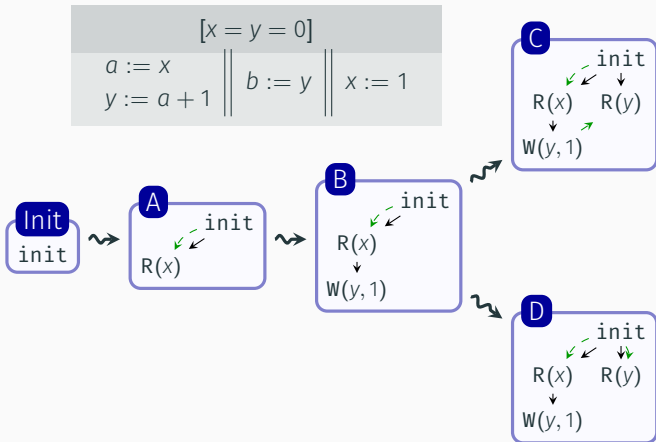 [x = y = 0]
a := x
y := a + 1
b := y
x := 1
C
init
R(x) R(y)
W(y, 1)
B
init
R(x)
W(y, 1)
A
init
R(x)
Init
init
D
init
R(x) R(y)
W(y, 1)